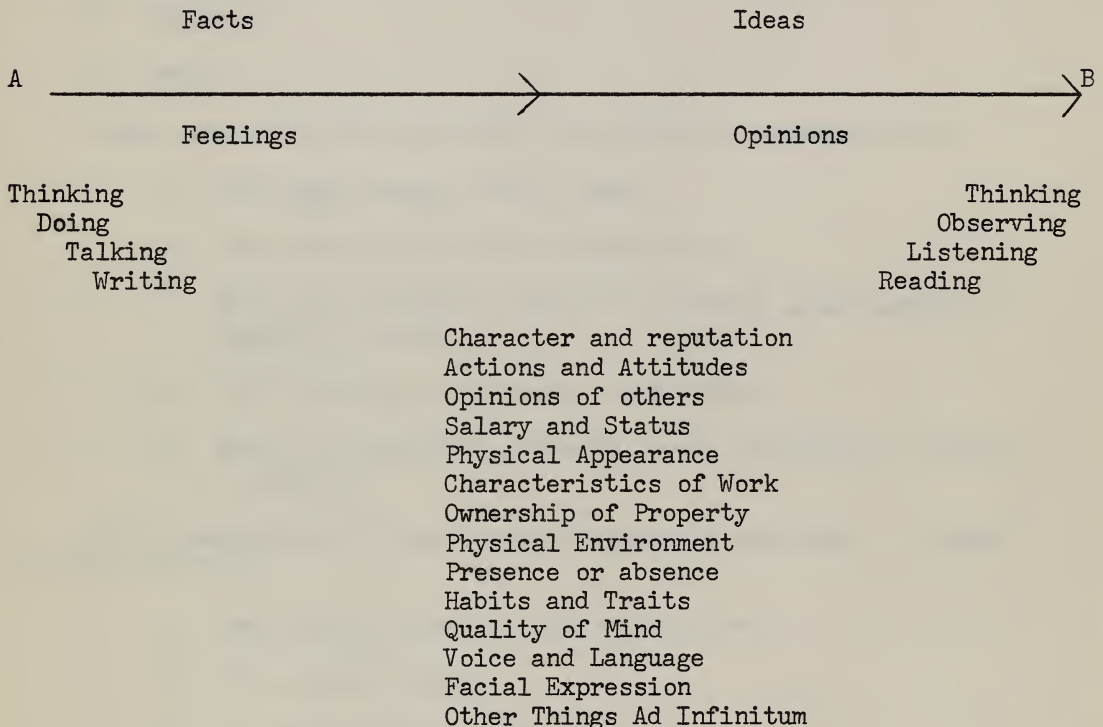 Facts Ideas
A B
Feelings Opinions
Thinking Thinking
Doing Observing
Talking Listening
Writing Reading
Character and reputation
Actions and Attitudes
Opinions of others
Salary and Status
Physical Appearance
Characteristics of Work
Ownership of Property
Physical Environment
Presence or absence
Habits and Traits
Quality of Mind
Voice and Language
Facial Expression
Other Things Ad Infinitum